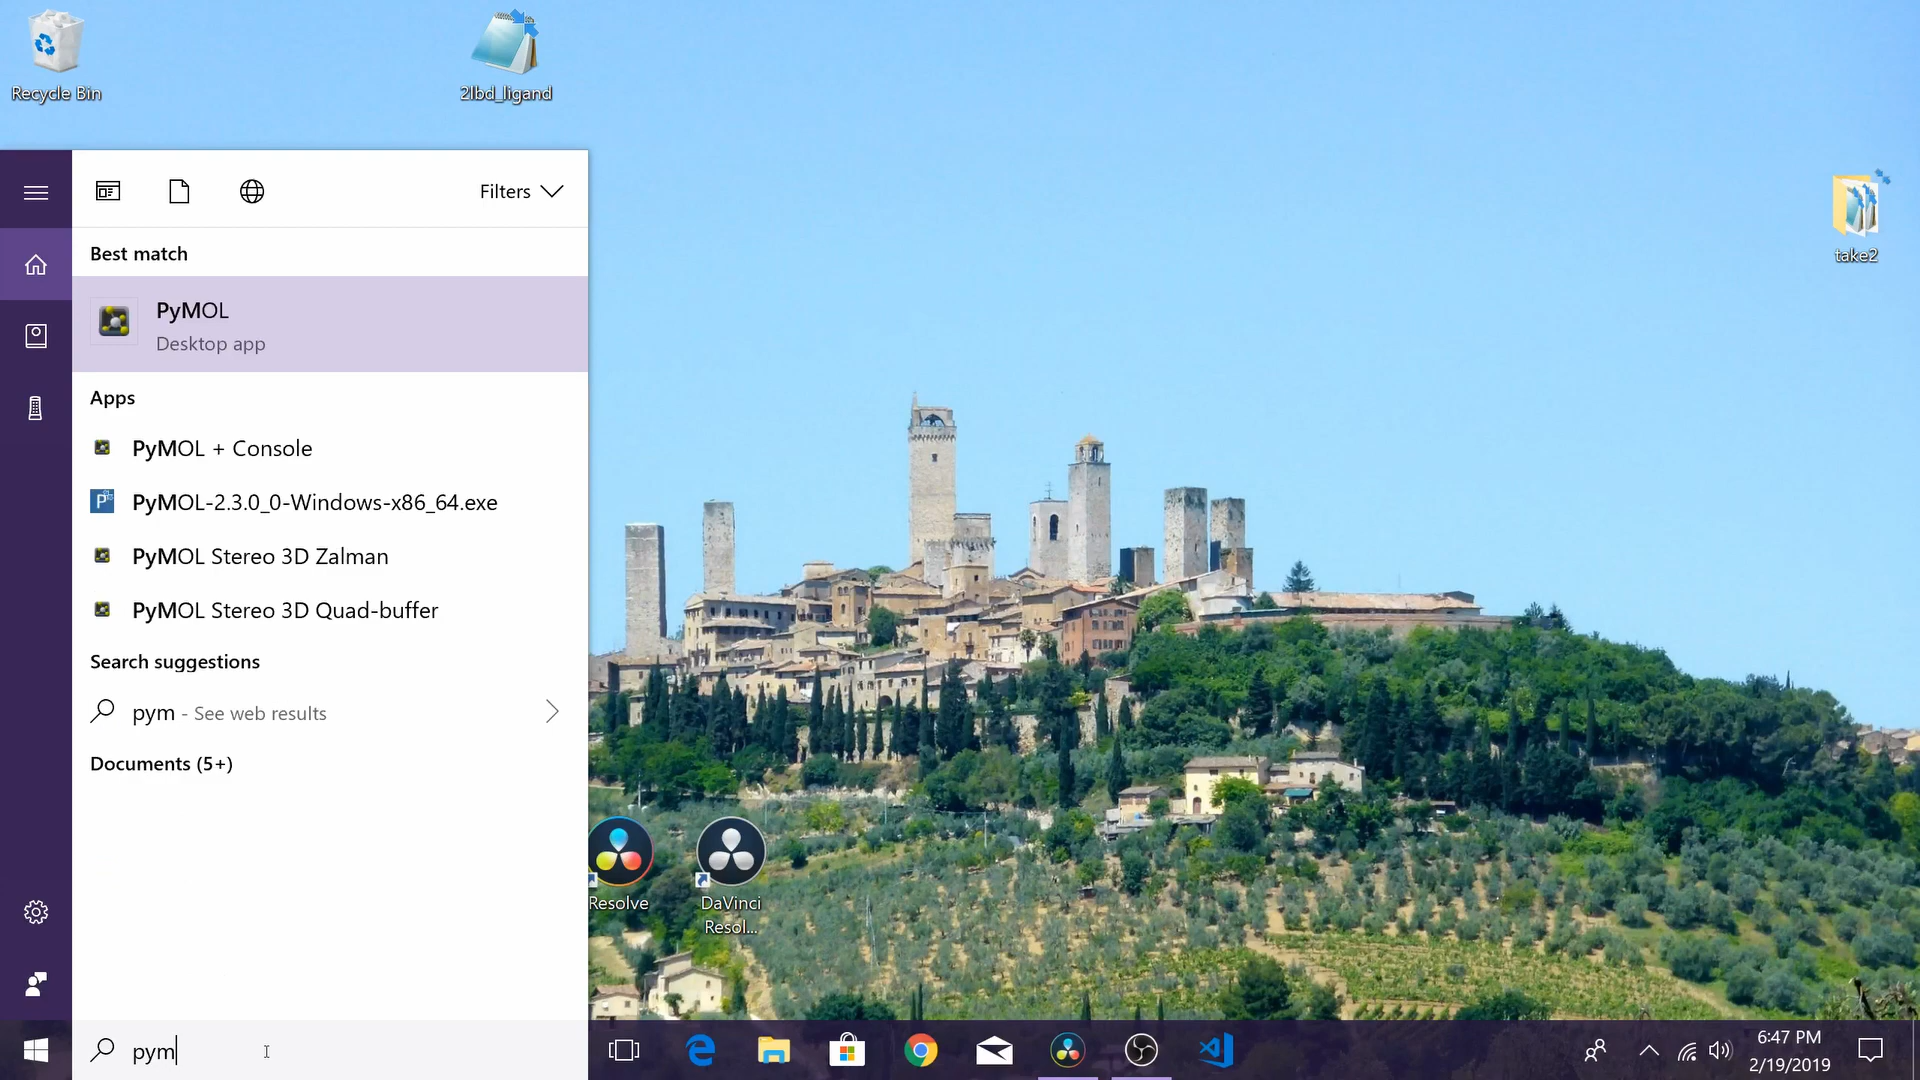 Recycle Bin
2lbd_ligand
Filters
Best match
PyMOL
Desktop app
Apps
PyMOL + Console
PyMOL-2.3.0_0-Windows-x86_64.exe
PyMOL Stereo 3D Zalman
PyMOL Stereo 3D Quad-buffer
Search suggestions
pym - See web results
Documents (5+)
take2
Resolve
DaVinci
Resol...
pym
6:47 PM
2/19/2019